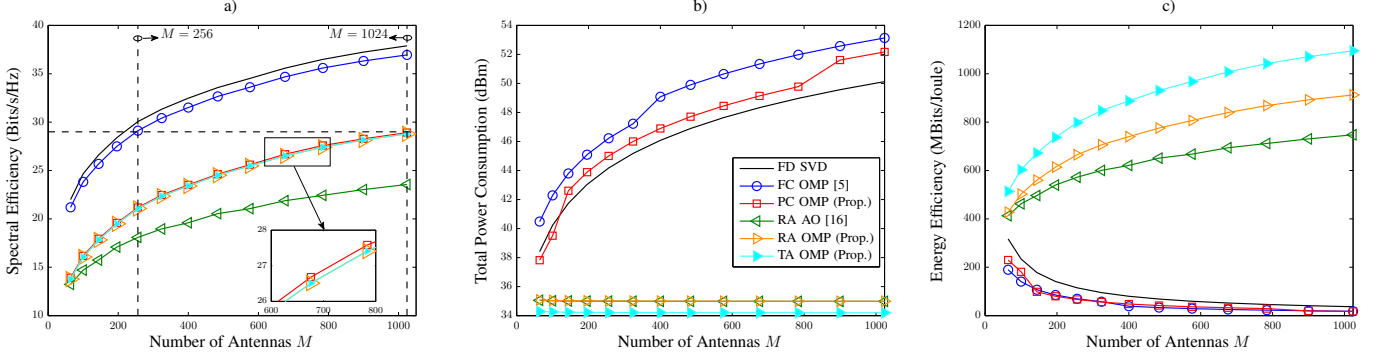 a)
Spectral Efficiency (Bits/s/Hz)
40
35
30
25
20
15
10
M = 256
M = 1024
28
27
26
600
700
800
0
200
400
600
800
1000
Number of Antennas M
b)
Total Power Consumption (dBm)
54
52
50
48
46
44
42
40
38
36
34
FD SVD
FC OMP [5]
PC OMP (Prop.)
RA AO [16]
RA OMP (Prop.)
TA OMP (Prop.)
0
200
400
600
800
1000
Number of Antennas M
c)
Energy Efficiency (MBits/Joule)
1200
1000
800
600
400
200
0
0
200
400
600
800
1000
Number of Antennas M